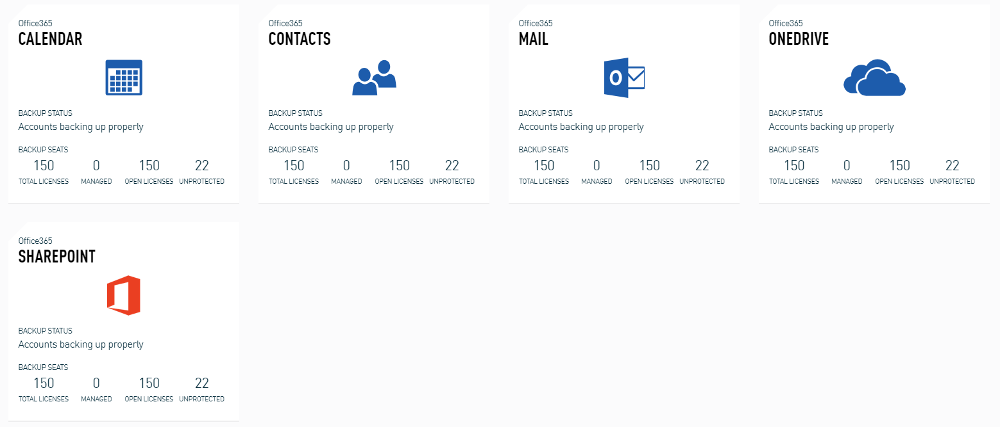 Office365
CALENDAR
BACKUP STATUS
Accounts backing up properly
BACKUP SEATS
150 0 150 22
TOTAL LICENSES MANAGED OPEN LICENSES UNPROTECTED
Office365
CONTACTS
BACKUP STATUS
Accounts backing up properly
BACKUP SEATS
150 0 150 22
TOTAL LICENSES MANAGED OPEN LICENSES UNPROTECTED
Office365
MAIL
BACKUP STATUS
Accounts backing up properly
BACKUP SEATS
150 0 150 22
TOTAL LICENSES MANAGED OPEN LICENSES UNPROTECTED
Office365
ONEDRIVE
BACKUP STATUS
Accounts backing up properly
BACKUP SEATS
150 0 150 22
TOTAL LICENSES MANAGED OPEN LICENSES UNPROTECTED
Office365
SHAREPOINT
BACKUP STATUS
Accounts backing up properly
BACKUP SEATS
150 0 150 22
TOTAL LICENSES MANAGED OPEN LICENSES UNPROTECTED